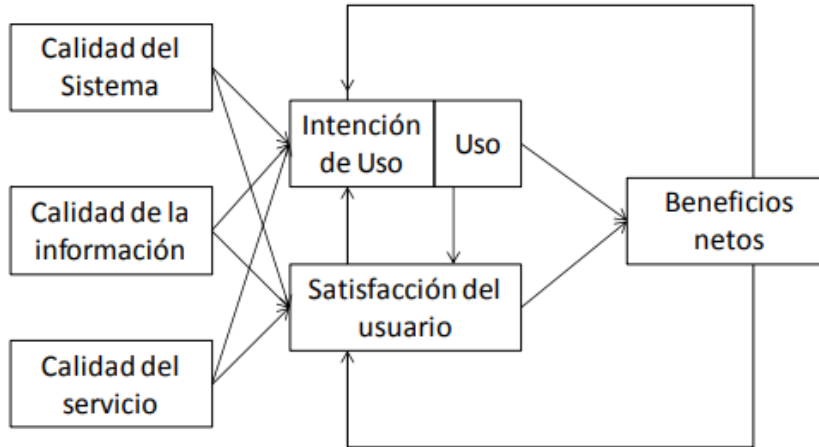 Calidad del
Sistema
Intención
de Uso
Uso
Calidad de la
información
Beneficios
netos
Satisfacción del
usuario
Calidad del
servicio